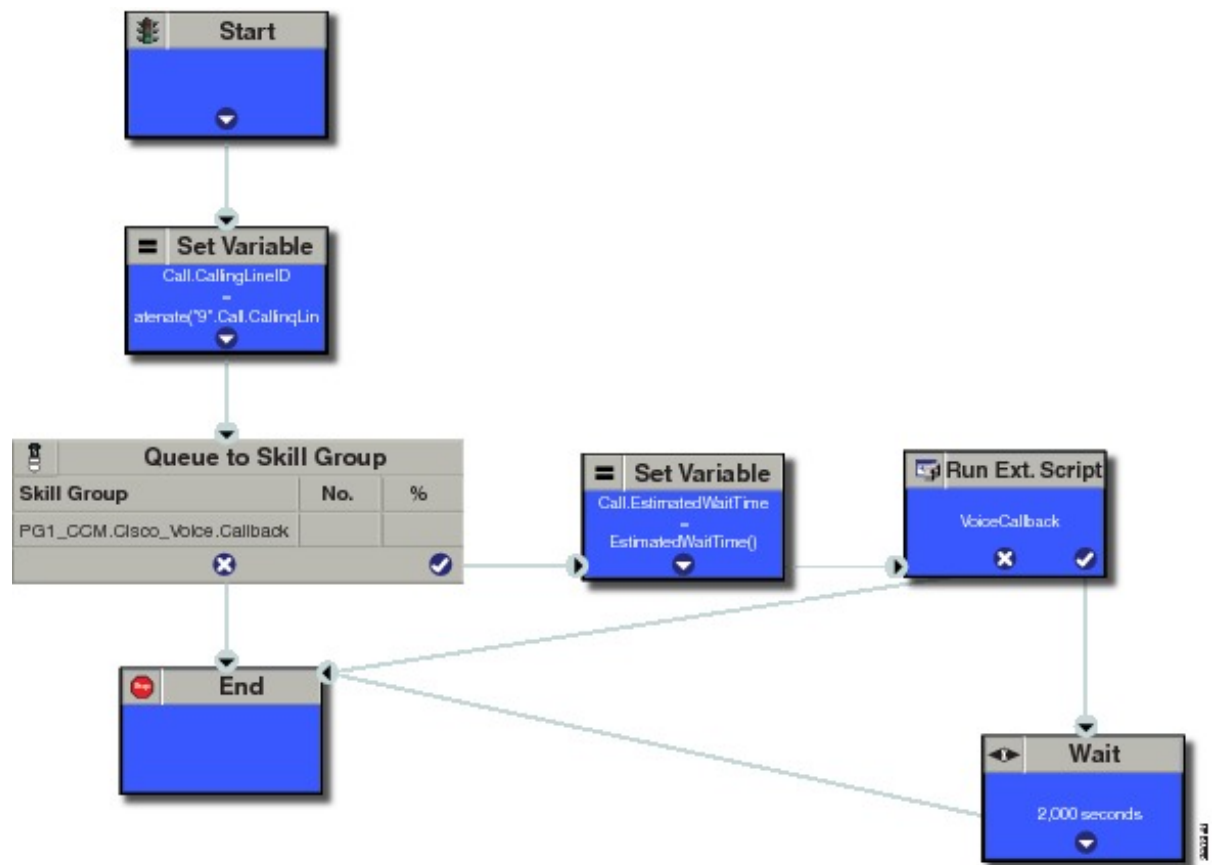 Start
Set Variable
Call.CallingLineID
=
atenate("9".Call.CallingLin
Queue to Skill Group
Skill Group No. %
PG1_CCM.Cisco_Voice.Callback
Set Variable
Call.EstimatedWaitTime
=
EstimatedWaitTime()
Run Ext. Script
VoiceCallback
End
Wait
2,000 seconds